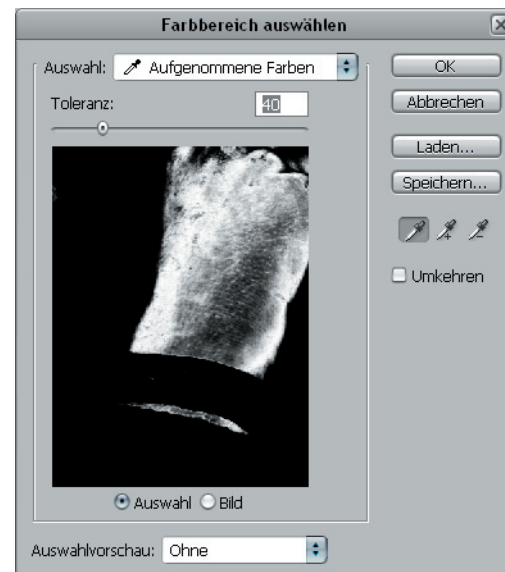 Farbbereich auswählen
Auswahl: Aufgenommene Farben
Toleranz: 40
Auswahl Bild
Auswahlvorschau: Ohne
OK
Abbrechen
Laden...
Speichern...
Umkehren